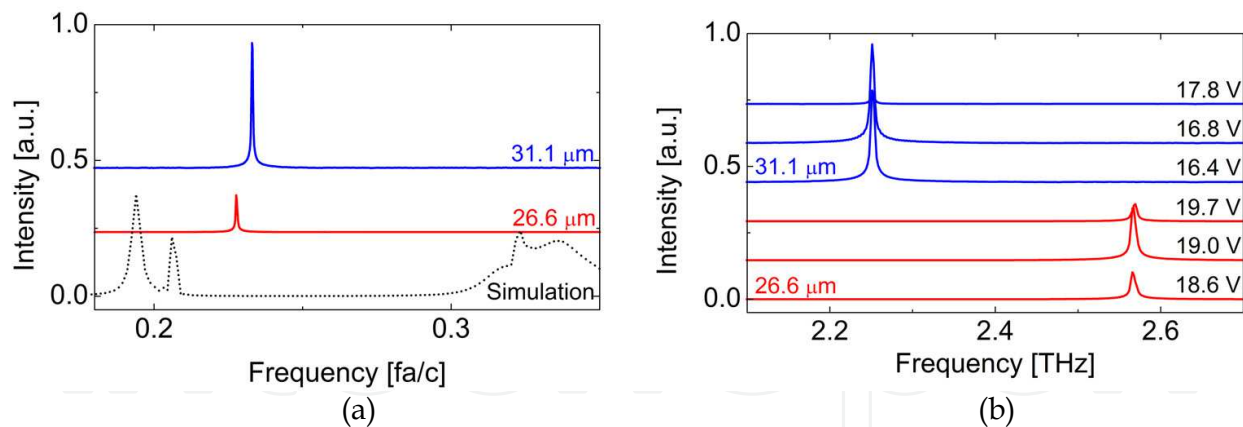 1.0
0.5
0.0
Intensity [a.u.]
31.1 μm
26.6 μm
Simulation
0.2
0.3
Frequency [fa/c]
(a)
1.0
0.5
0.0
Intensity [a.u.]
17.8 V
16.8 V
31.1 μm
16.4 V
19.7 V
19.0 V
26.6 μm
18.6 V
2.2
2.4
2.6
Frequency [THz]
(b)